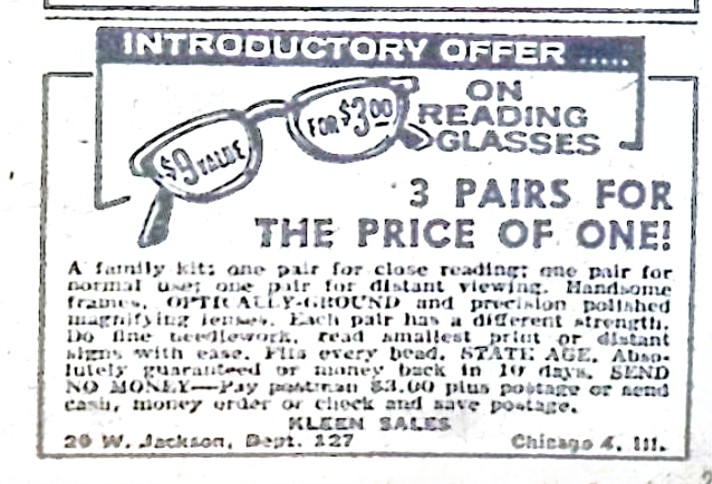 INTRODUCTORY OFFER .....
ON
READING
GLASSES
$9 VALUE
FOR $3.00
3 PAIRS FOR
THE PRICE OF ONE!
A family kit; one pair for close reading; one pair for
normal use; one pair for distant viewing. Handsome
frames. OPTICALLY-GROUND and precision polished
magnifying lenses. Each pair has a different strength.
Do fine needlework, read smallest print or distant
signs with ease. Fits every head. STATE AGE. Abso-
lutely guaranteed or money back in 10 days. SEND
NO MONEY—Pay postman $3.00 plus postage or send
cash, money order or check and save postage.
KLEEN SALES
20 W. Jackson, Dept. 127
Chicago 4, Ill.